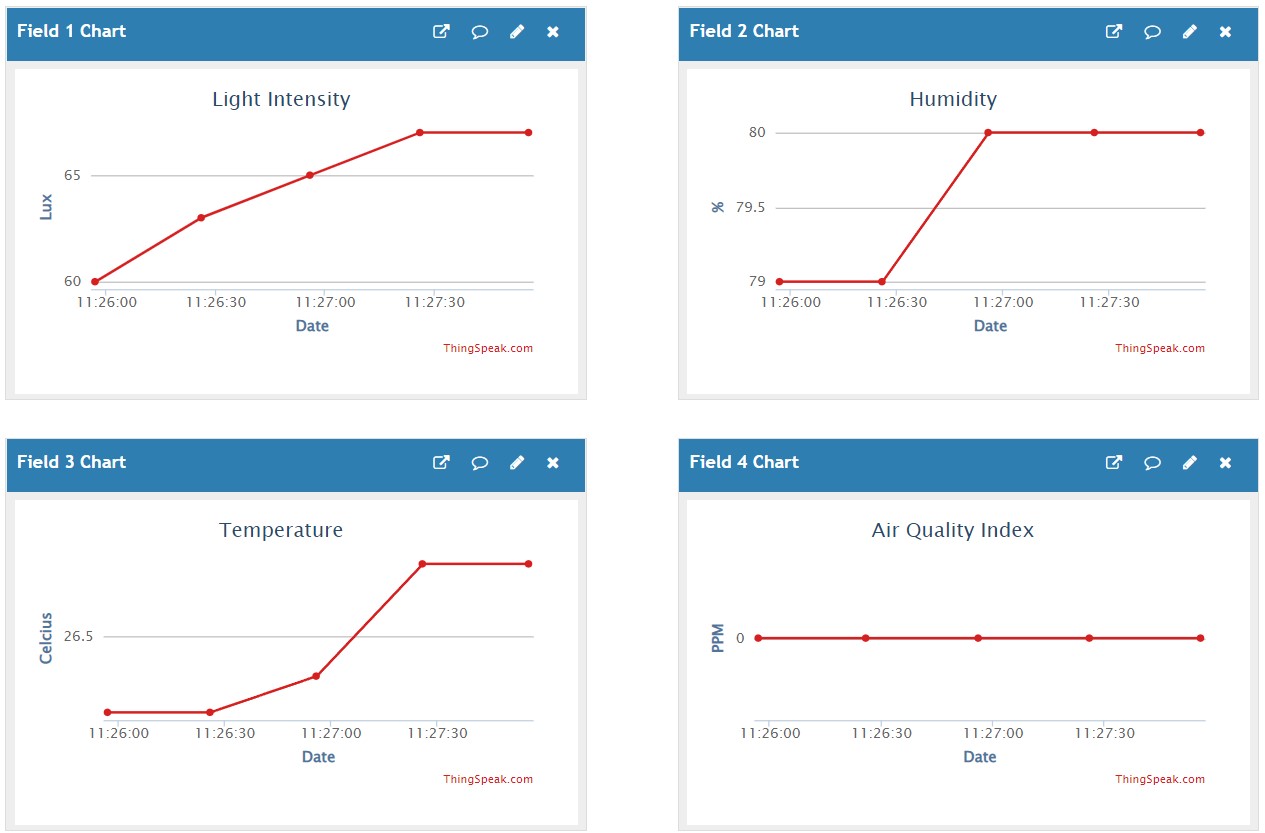 Field 1 Chart
Light Intensity
Lux
65
60
11:26:00 11:26:30 11:27:00 11:27:30
Date
ThingSpeak.com
Field 2 Chart
Humidity
%
80
79.5
79
11:26:00 11:26:30 11:27:00 11:27:30
Date
ThingSpeak.com
Field 3 Chart
Temperature
Celcius
26.5
11:26:00 11:26:30 11:27:00 11:27:30
Date
ThingSpeak.com
Field 4 Chart
Air Quality Index
PPM
0
11:26:00 11:26:30 11:27:00 11:27:30
Date
ThingSpeak.com